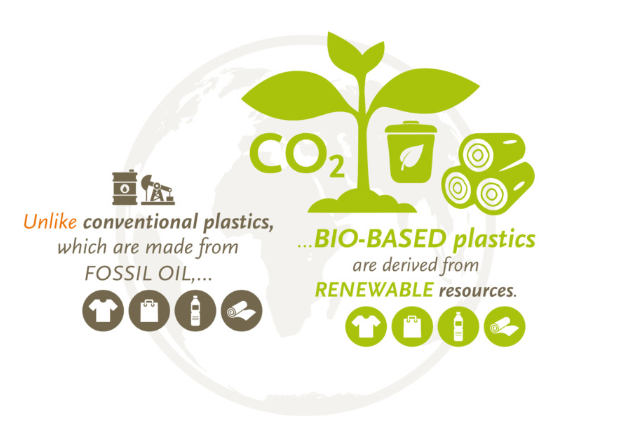 CO2
Unlike conventional plastics,
which are made from
FOSSIL OIL,...
...BIO-BASED plastics
are derived from
RENEWABLE resources.